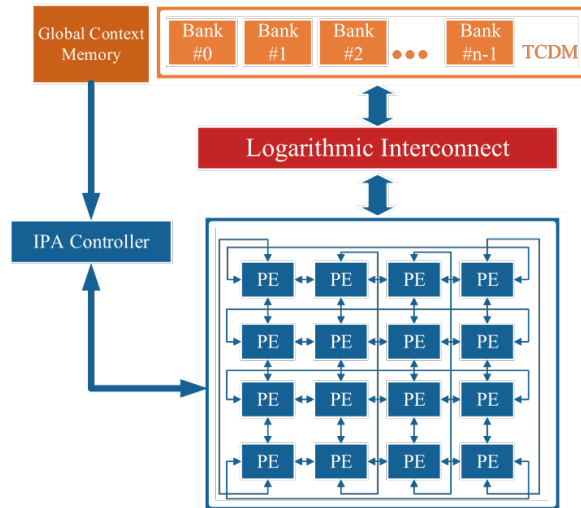 Global Context
Memory
Bank
#0
Bank
#1
Bank
#2
Bank
#n-1
TCDM
Logarithmic Interconnect
IPA Controller
PE PE PE PE
PE PE PE PE
PE PE PE PE
PE PE PE PE